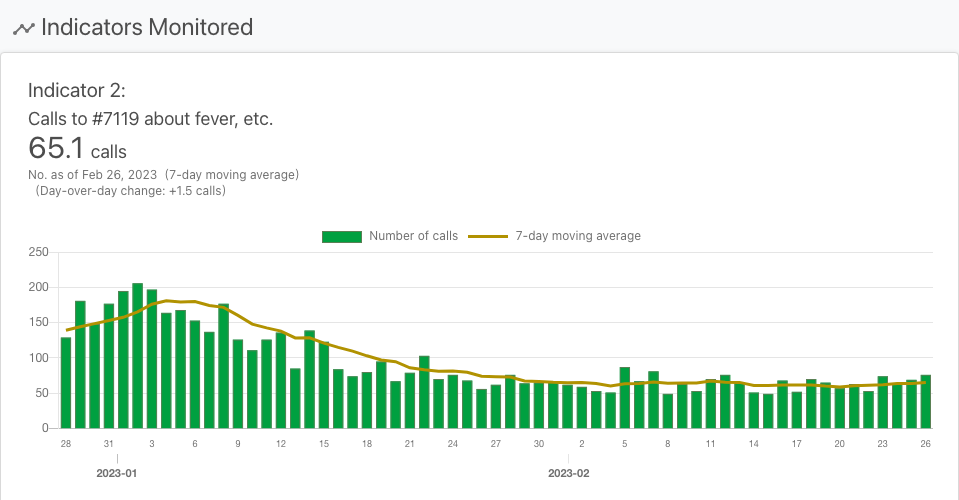 Indicators Monitored
Indicator 2:
Calls to #7119 about fever, etc.
65.1 calls
No. as of Feb 26, 2023 (7-day moving average)
(Day-over-day change: +1.5 calls)
Number of calls 7-day moving average
250
200
150
100
50
0
28 31 3 6 9 12 15 18 21 24 27 30 2 5 8 11 14 17 20 23 26
2023-01 2023-02